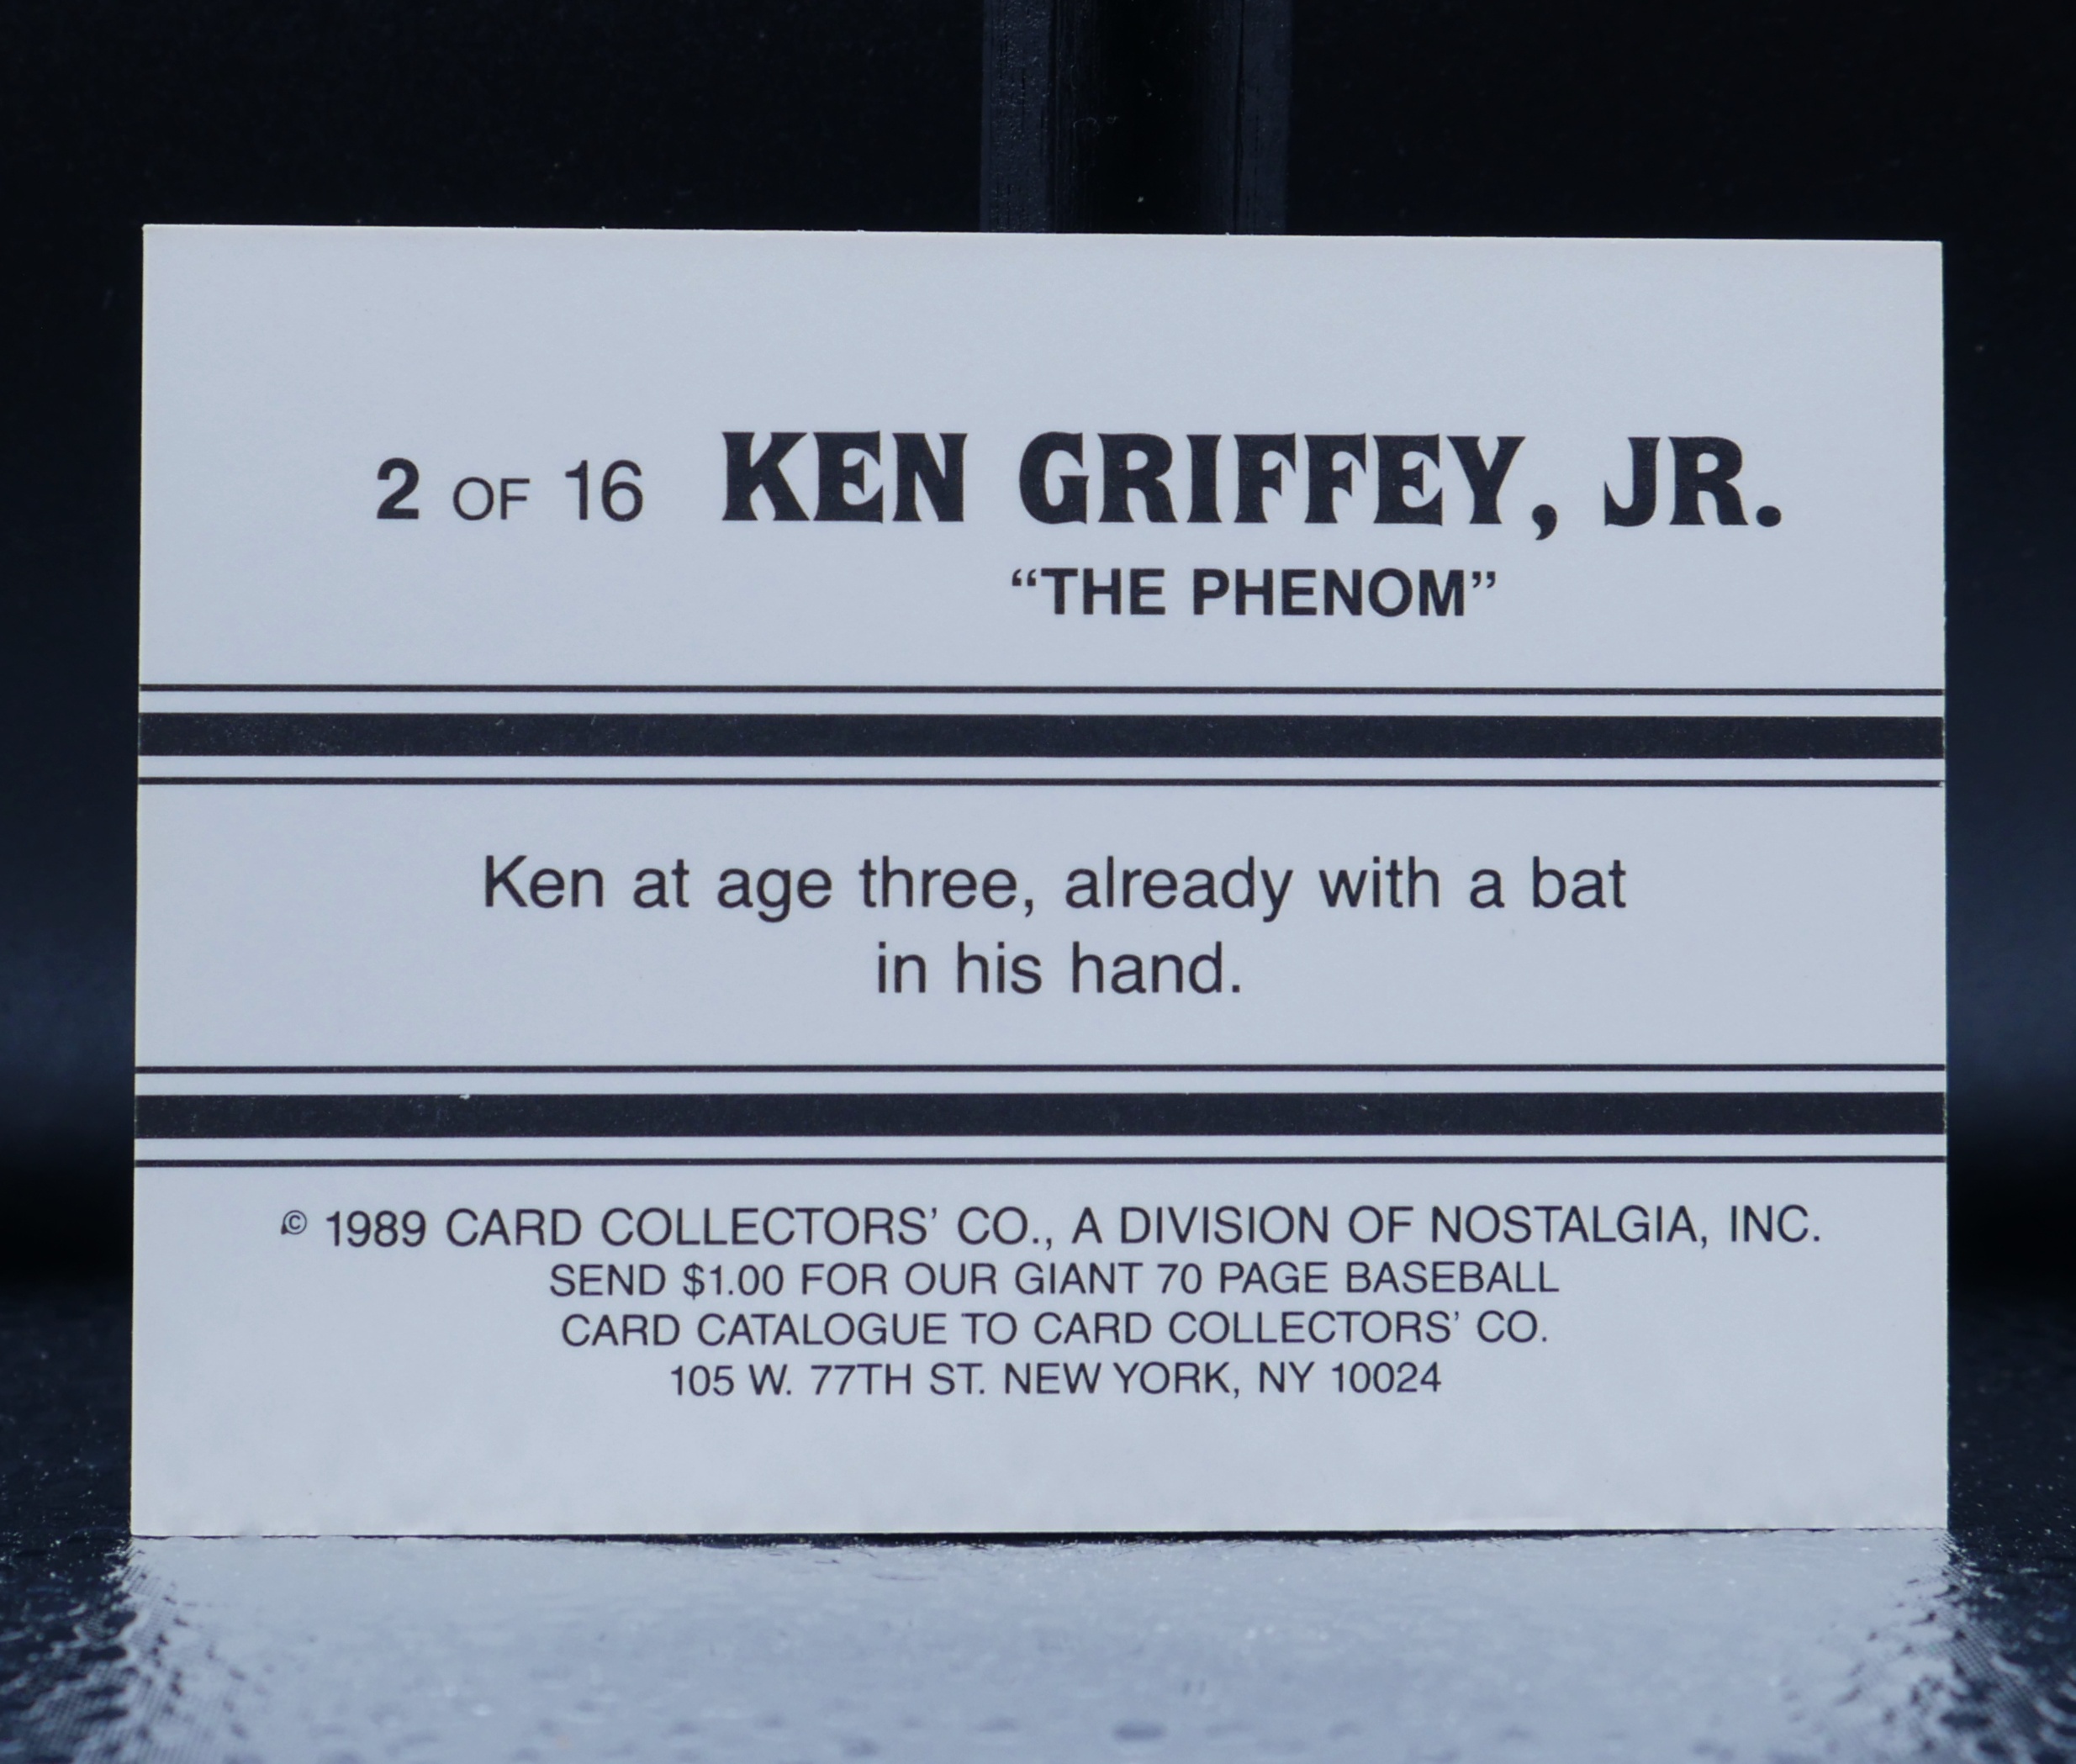 2 OF 16 KEN GRIFFEY, JR.
“THE PHENOM”
Ken at age three, already with a bat
in his hand.
© 1989 CARD COLLECTORS’ CO., A DIVISION OF NOSTALGIA, INC.
SEND $1.00 FOR OUR GIANT 70 PAGE BASEBALL
CARD CATALOGUE TO CARD COLLECTORS’ CO.
105 W. 77TH ST. NEW YORK, NY 10024